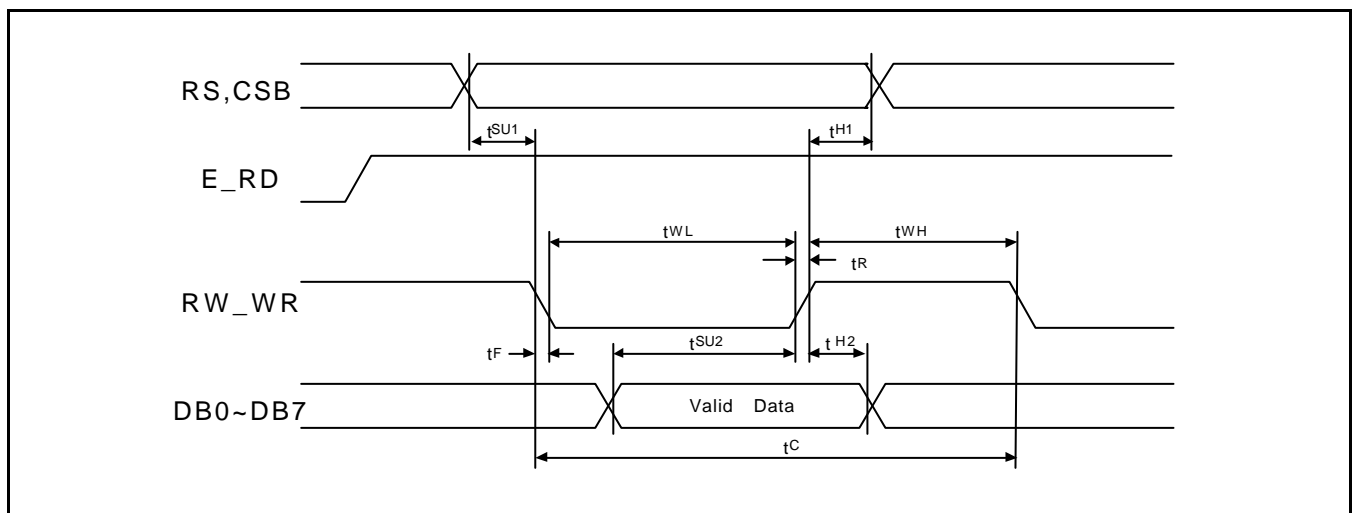 RS,CSB
tSU1
tH1
E_RD
tWL
tWH
tR
RW_WR
tF
tSU2
tH2
DB0~DB7
Valid Data
tC